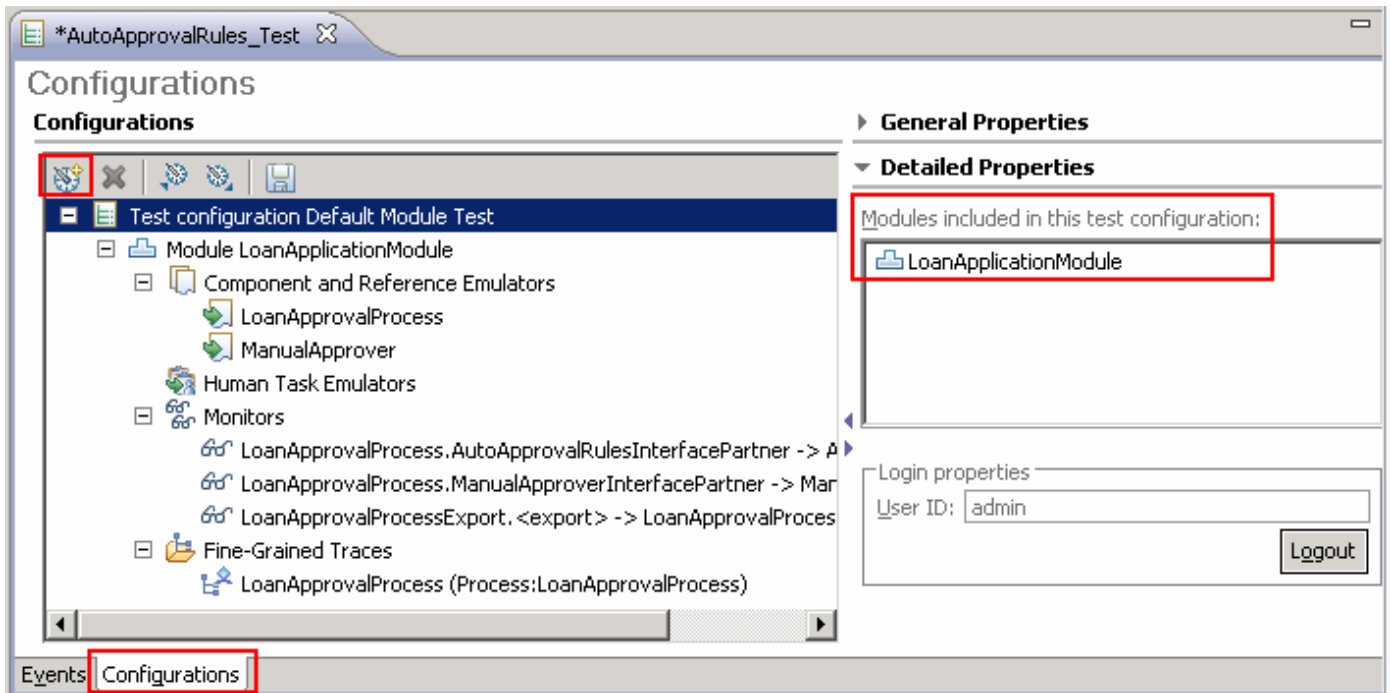 *AutoApprovalRules_Test
Configurations
Configurations
Test configuration Default Module Test
Module LoanApplicationModule
Component and Reference Emulators
LoanApprovalProcess
ManualApprover
Human Task Emulators
Monitors
LoanApprovalProcess.AutoApprovalRulesInterfacePartner -> A
LoanApprovalProcess.ManualApproverInterfacePartner -> Man
LoanApprovalProcessExport.<export> -> LoanApprovalProces
Fine-Grained Traces
LoanApprovalProcess (Process:LoanApprovalProcess)
General Properties
Detailed Properties
Modules included in this test configuration:
LoanApplicationModule
Login properties
User ID: admin
Logout
Events Configurations